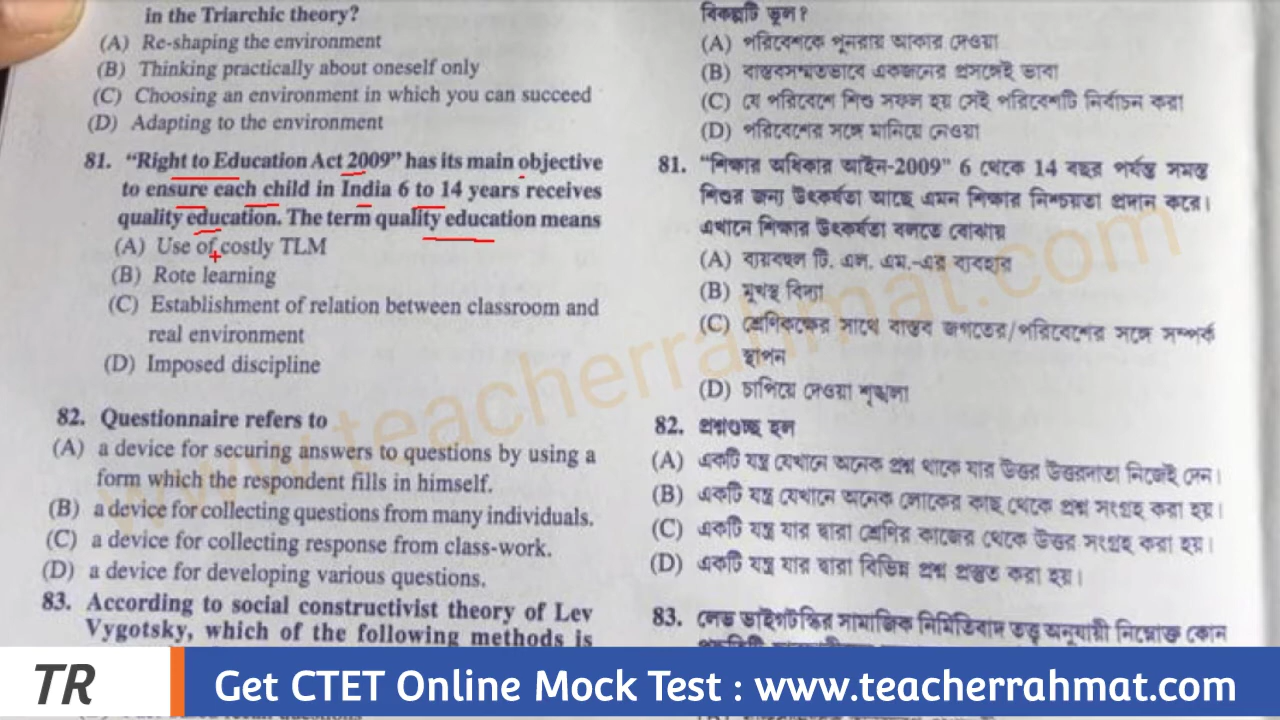 in the Triarchic theory?
(A) Re-shaping the environment
(B) Thinking practically about oneself only
(C) Choosing an environment in which you can succeed
(D) Adapting to the environment
81. “Right to Education Act 2009” has its main objective
to ensure each child in India 6 to 14 years receives
quality education. The term quality education means
(A) Use of costly TLM
(B) Rote learning
(C) Establishment of relation between classroom and
real environment
(D) Imposed discipline
82. Questionnaire refers to
(A) a device for securing answers to questions by using a
form which the respondent fills in himself.
(B) a device for collecting questions from many individuals.
(C) a device for collecting response from class-work.
(D) a device for developing various questions.
83. According to social constructivist theory of Lev
Vygotsky, which of the following methods is
বিকল্পটি ভুল?
(A) পরিবেশকে পুনরায় আকার দেওয়া
(B) বাস্তবসম্মতভাবে একজনের প্রসঙ্গেই ভাবা
(C) যে পরিবেশে শিশু সফল হয় সেই পরিবেশটি নির্বাচন করা
(D) পরিবেশের সঙ্গে মানিয়ে নেওয়া
81. “শিক্ষার অধিকার আইন-2009” 6 থেকে 14 বছর পর্যন্ত সমস্ত
শিশুর জন্য উৎকর্ষতা আছে এমন শিক্ষার নিশ্চয়তা প্রদান করে।
এখানে শিক্ষার উৎকর্ষতা বলতে বোঝায়
(A) ব্যয়বহুল টি. এল. এম.-এর ব্যবহার
(B) মুখস্থ বিদ্যা
(C) শ্রেণিকক্ষের সাথে বাস্তব জগতের/পরিবেশের সঙ্গে সম্পর্ক
স্থাপন
(D) চাপিয়ে দেওয়া শৃঙ্খলা
82. প্রশ্নগুচ্ছ হল
(A) একটি যন্ত্র যেখানে অনেক প্রশ্ন থাকে যার উত্তর উত্তরদাতা নিজেই দেন।
(B) একটি যন্ত্র যেখানে অনেক লোকের কাছ থেকে প্রশ্ন সংগ্রহ করা হয়।
(C) একটি যন্ত্র যার দ্বারা শ্রেণির কাজের থেকে উত্তর সংগ্রহ করা হয়।
(D) একটি যন্ত্র যার দ্বারা বিভিন্ন প্রশ্ন প্রস্তুত করা হয়।
83. লেভ ভাইগটস্কির সামাজিক নির্মিতিবাদ তত্ত্ব অনুযায়ী নিম্নোক্ত কোন
www.teacherrahmat.com
TR
Get CTET Online Mock Test : www.teacherrahmat.com